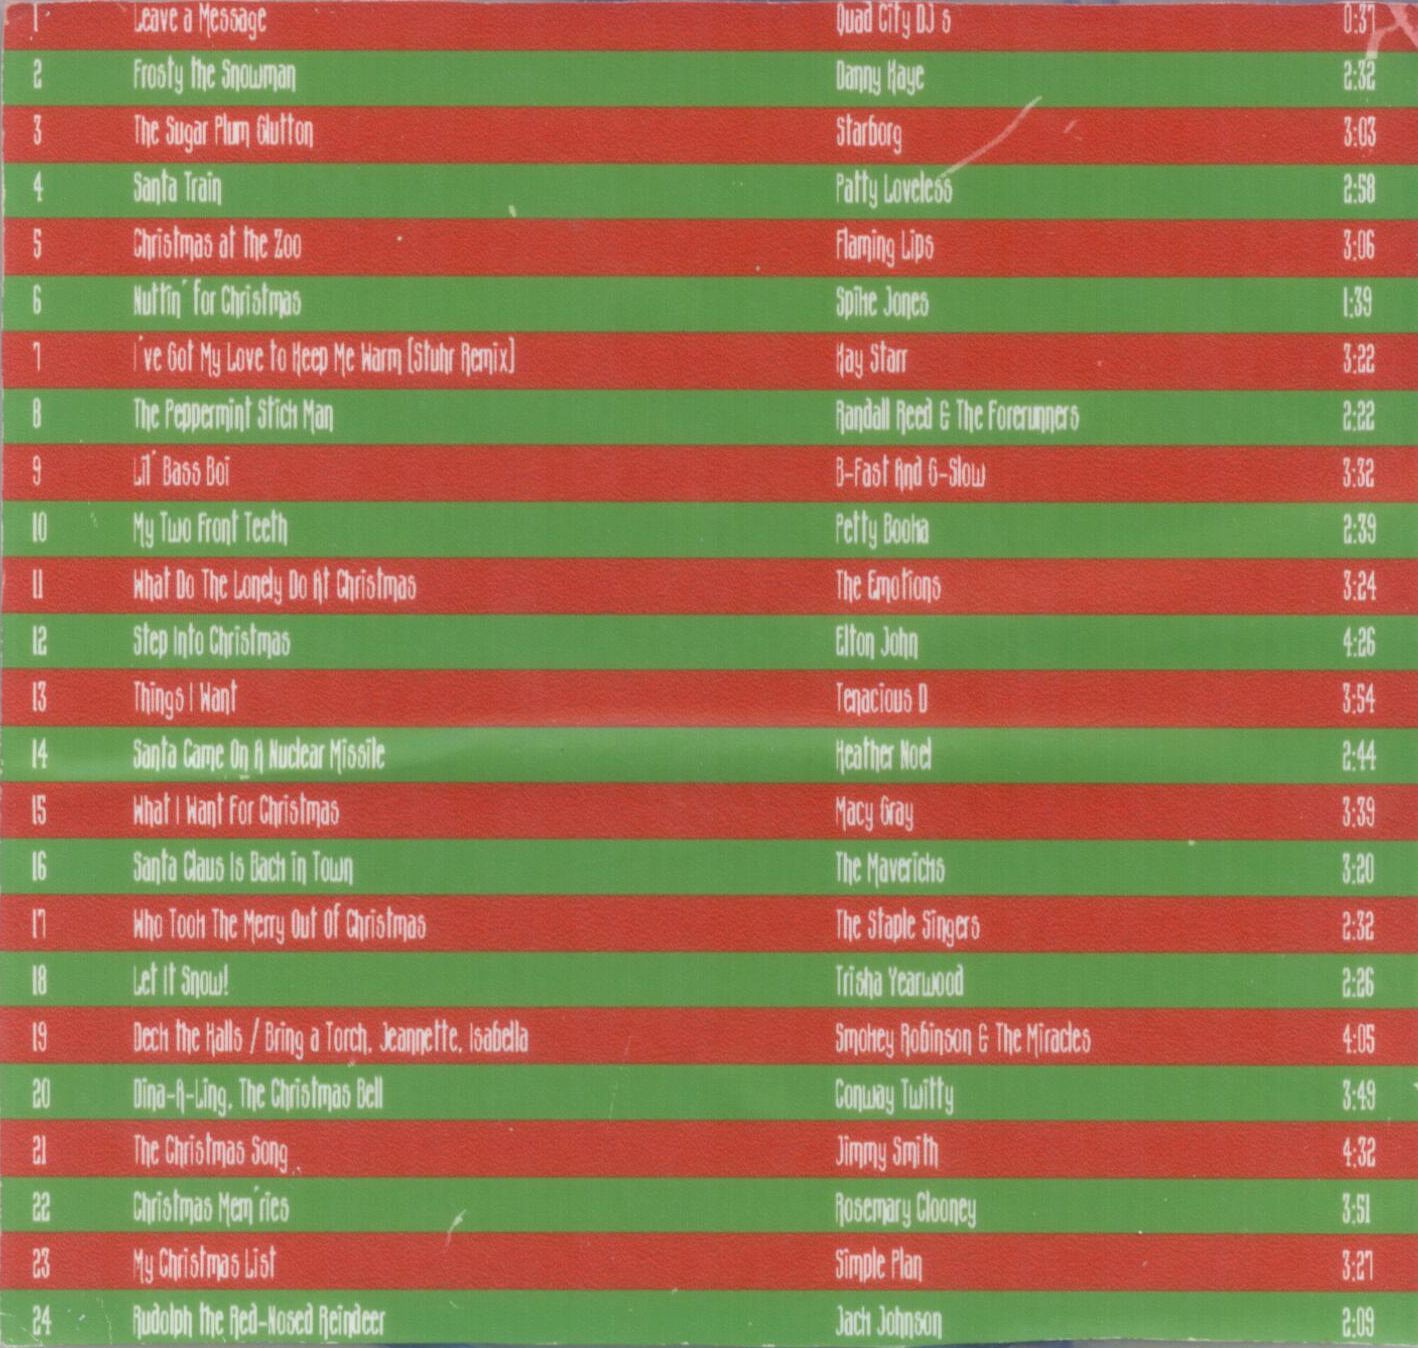 1 Leave a Message Quad City DJ s 0:37
2 Frosty the Snowman Danny Kaye 2:32
3 The Sugar Plum Glutton Starborg 3:03
4 Santa Train Patty Loveless 2:58
5 Christmas at the Zoo Flaming Lips 3:06
6 Nuttin' for Christmas Spike Jones 1:39
7 I've Got My Love to Keep Me Warm (Stuhr Remix) Kay Starr 3:22
8 The Peppermint Stick Man Randall Reed & The Forerunners 2:22
9 Lil' Bass Boi B-Fast And G-Slow 3:32
10 My Two Front Teeth Petty Booka 2:39
11 What Do The Lonely Do At Christmas The Emotions 3:24
12 Step Into Christmas Elton John 4:26
13 Things I Want Tenacious D 3:54
14 Santa Came On A Nuclear Missile Heather Noel 2:44
15 What I Want For Christmas Macy Gray 3:39
16 Santa Claus Is Back in Town The Mavericks 3:20
17 Who Took The Merry Out Of Christmas The Staple Singers 2:32
18 Let It Snow! Trisha Yearwood 2:26
19 Deck the Halls / Bring a Torch, Jeannette, Isabella Smokey Robinson & The Miracles 4:05
20 Dina-A-Ling, The Christmas Bell Conway Twitty 3:49
21 The Christmas Song Jimmy Smith 4:32
22 Christmas Mem'ries Rosemary Clooney 3:51
23 My Christmas List Simple Plan 3:27
24 Rudolph the Red-Nosed Reindeer Jack Johnson 2:09